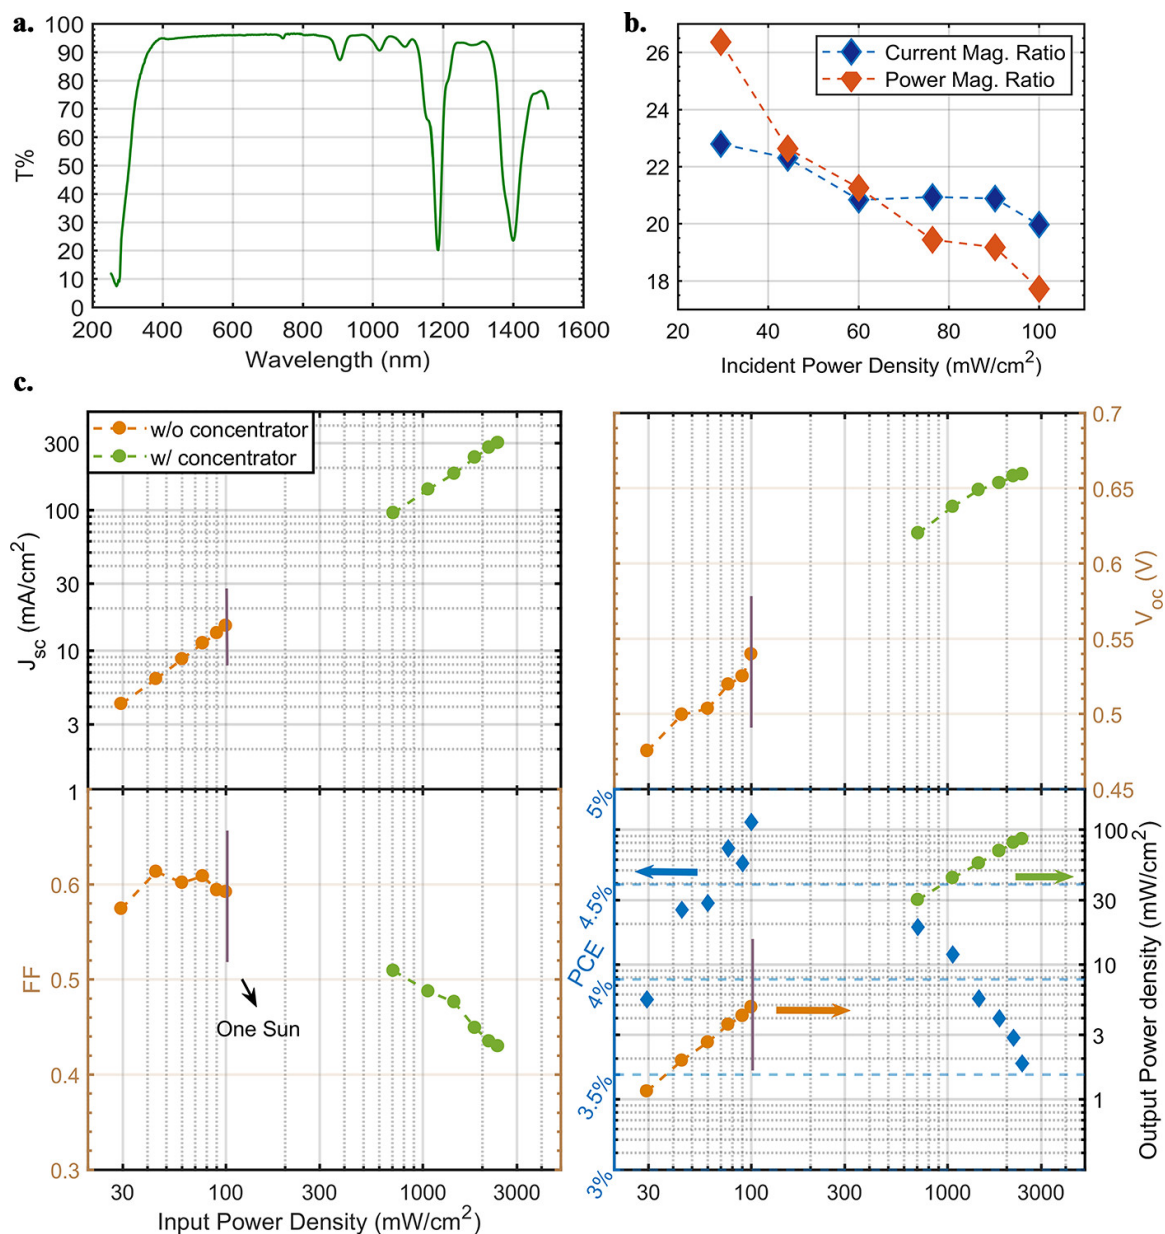 a.
100
90
80
70
60
50
40
30
20
10
0
T%
200 400 600 800 1000 1200 1400 1600
Wavelength (nm)
b.
26
24
22
20
18
Current Mag. Ratio
Power Mag. Ratio
20 40 60 80 100
Incident Power Density (mW/cm²)
c.
w/o concentrator
w/ concentrator
300
100
30
10
3
J_sc (mA/cm²)
0.7
0.65
0.6
0.55
0.5
0.45
V_oc (V)
1
0.6
0.5
0.4
0.3
FF
One Sun
30 100 300 1000 3000
Input Power Density (mW/cm²)
5%
4.5%
4%
3.5%
3%
PCE
100
30
10
3
1
Output Power density (mW/cm²)
30 100 300 1000 3000